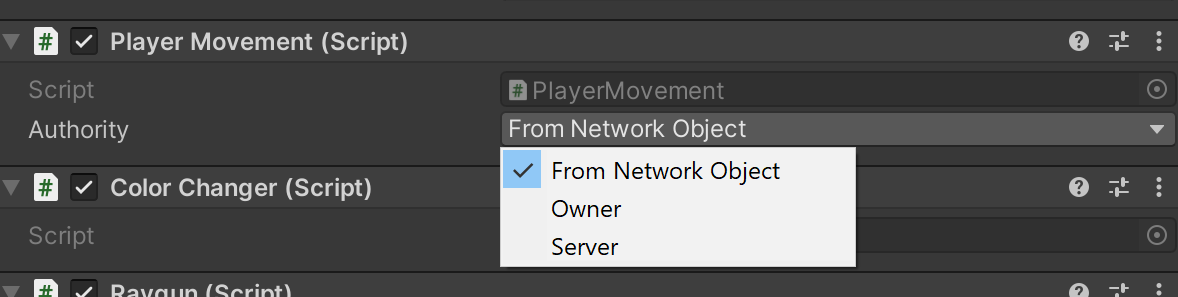 Player Movement (Script)
Script
PlayerMovement
Authority
From Network Object
From Network Object
Owner
Server
Color Changer (Script)
Script
Raygun (Script)